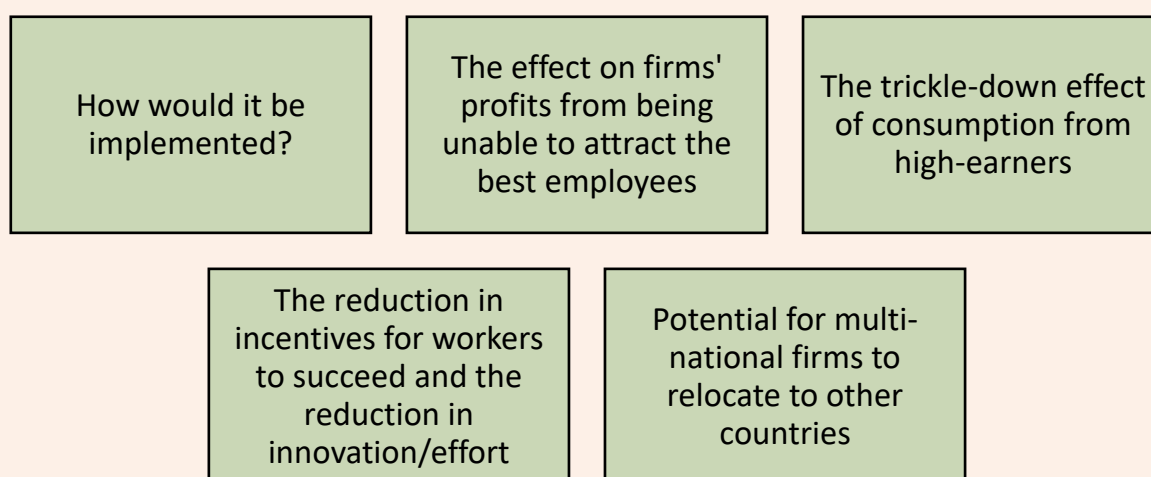 How would it be
implemented?
The effect on firms'
profits from being
unable to attract the
best employees
The trickle-down effect
of consumption from
high-earners
The reduction in
incentives for workers
to succeed and the
reduction in
innovation/effort
Potential for multi-
national firms to
relocate to other
countries